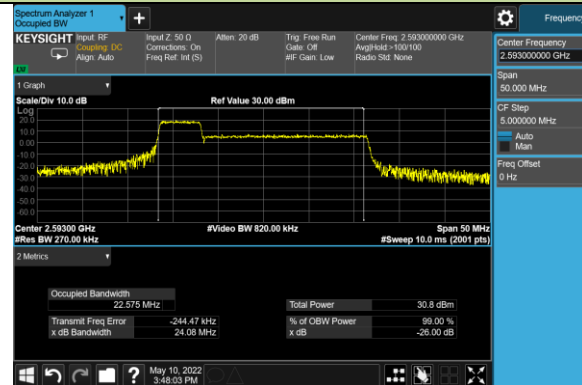 Spectrum Analyzer 1
Occupied BW
Frequency
KEYSIGHT
Input: RF
Coupling: DC
Align: Auto
Input Z: 50 Ω
Corrections: On
Freq Ref: Int (S)
Atten: 20 dB
Trig: Free Run
Gate: Off
#IF Gain: Low
Center Freq: 2.593000000 GHz
Avg|Hold:>100/100
Radio Std: None
LXI
Center Frequency
2.593000000 GHz
Span
50.000 MHz
CF Step
5.000000 MHz
Auto
Man
Freq Offset
0 Hz
1 Graph
Scale/Div 10.0 dB
Ref Value 30.00 dBm
Log
20.0
10.0
0.00
-10.0
-20.0
-30.0
-40.0
-50.0
-60.0
Center 2.59300 GHz
#Video BW 820.00 kHz
Span 50 MHz
#Res BW 270.00 kHz
#Sweep 10.0 ms (2001 pts)
2 Metrics
Occupied Bandwidth
22.575 MHz
Total Power 30.8 dBm
Transmit Freq Error -244.47 kHz
% of OBW Power 99.00 %
x dB Bandwidth 24.08 MHz
x dB -26.00 dB
May 10, 2022
3:48:03 PM